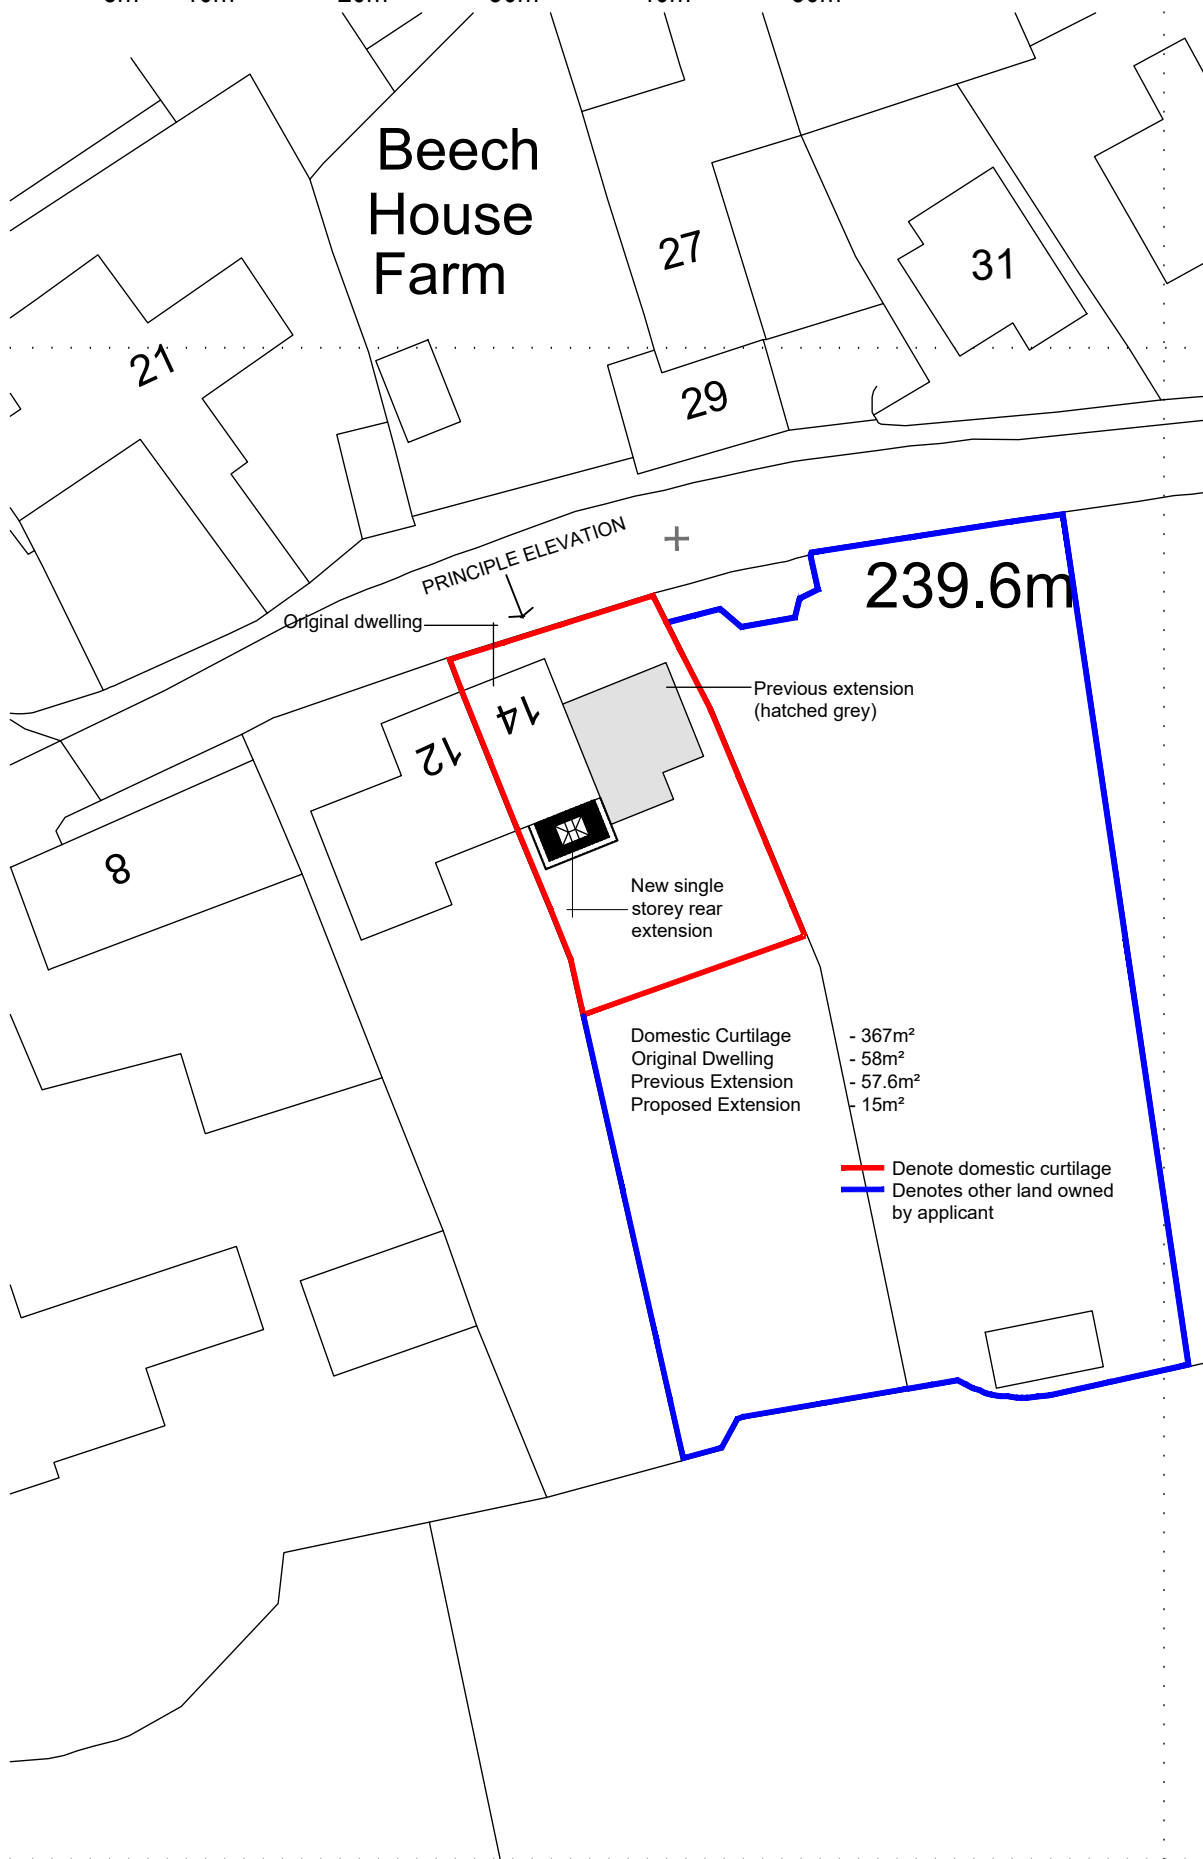 Beech
House
Farm
27
31
21
29
PRINCIPLE ELEVATION
239.6m
Original dwelling
Previous extension
(hatched grey)
14
12
8
New single
storey rear
extension
Domestic Curtilage - 367m²
Original Dwelling - 58m²
Previous Extension - 57.6m²
Proposed Extension - 15m²
Denote domestic curtilage
Denotes other land owned
by applicant